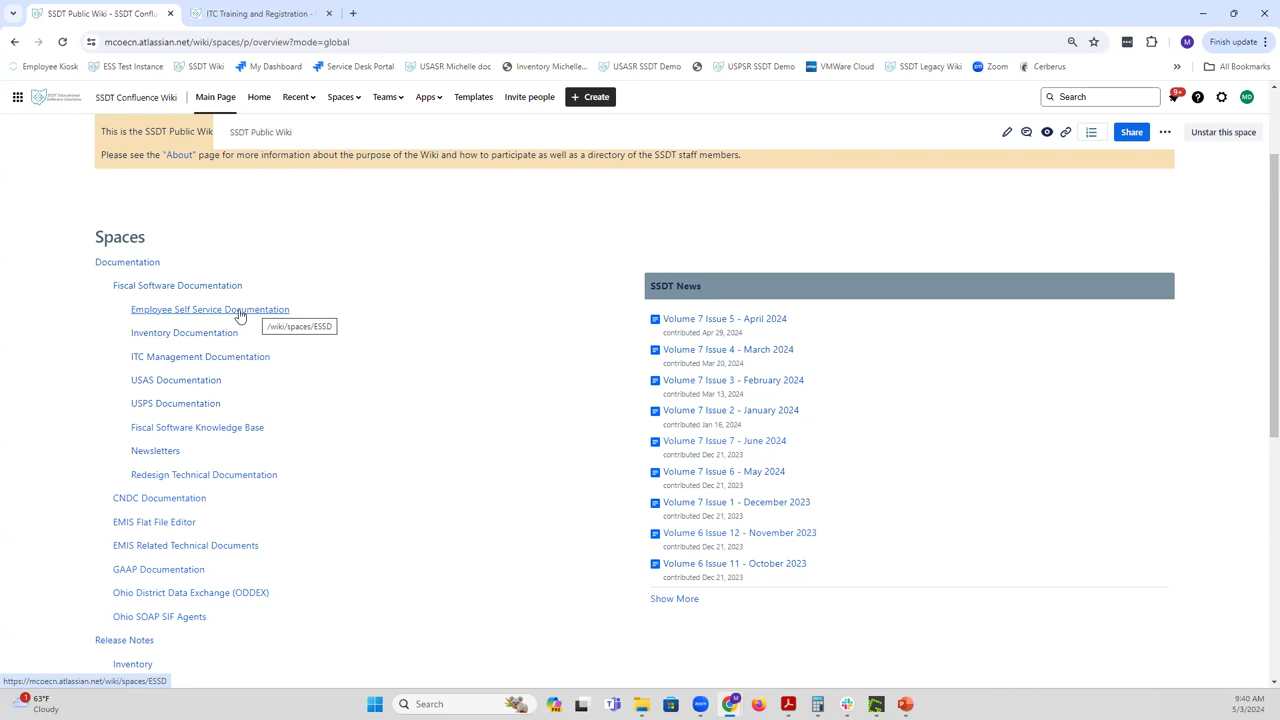 SSDT Public Wiki - SSDT Conflu
ITC Training and Registration -
mcoecn.atlassian.net/wiki/spaces/p/overview?mode=global
M
Finish update
Employee Kiosk
ESS Test Instance
SSDT Wiki
My Dashboard
Service Desk Portal
USASR Michelle doc
Inventory Michelle...
USASR SSDT Demo
USPSR SSDT Demo
VMWare Cloud
SSDT Legacy Wiki
Zoom
Cerberus
All Bookmarks
SSDT Confluence Wiki
Main Page
Home
Recent
Spaces
Teams
Apps
Templates
Invite people
+ Create
Search
9+
MD
This is the SSDT Public Wik
SSDT Public Wiki
Share
Unstar this space
Please see the "About" page for more information about the purpose of the Wiki and how to participate as well as a directory of the SSDT staff members.
Spaces
Documentation
Fiscal Software Documentation
Employee Self Service Documentation
/wiki/spaces/ESSD
Inventory Documentation
ITC Management Documentation
USAS Documentation
USPS Documentation
Fiscal Software Knowledge Base
Newsletters
Redesign Technical Documentation
CNDC Documentation
EMIS Flat File Editor
EMIS Related Technical Documents
GAAP Documentation
Ohio District Data Exchange (ODDEX)
Ohio SOAP SIF Agents
Release Notes
Inventory
SSDT News
Volume 7 Issue 5 - April 2024
contributed Apr 29, 2024
Volume 7 Issue 4 - March 2024
contributed Mar 20, 2024
Volume 7 Issue 3 - February 2024
contributed Mar 13, 2024
Volume 7 Issue 2 - January 2024
contributed Jan 16, 2024
Volume 7 Issue 7 - June 2024
contributed Dec 21, 2023
Volume 7 Issue 6 - May 2024
contributed Dec 21, 2023
Volume 7 Issue 1 - December 2023
contributed Dec 21, 2023
Volume 6 Issue 12 - November 2023
contributed Dec 21, 2023
Volume 6 Issue 11 - October 2023
contributed Dec 21, 2023
Show More
https://mcoecn.atlassian.net/wiki/spaces/ESSD
1
63°F
Cloudy
Search
9:40 AM
5/3/2024